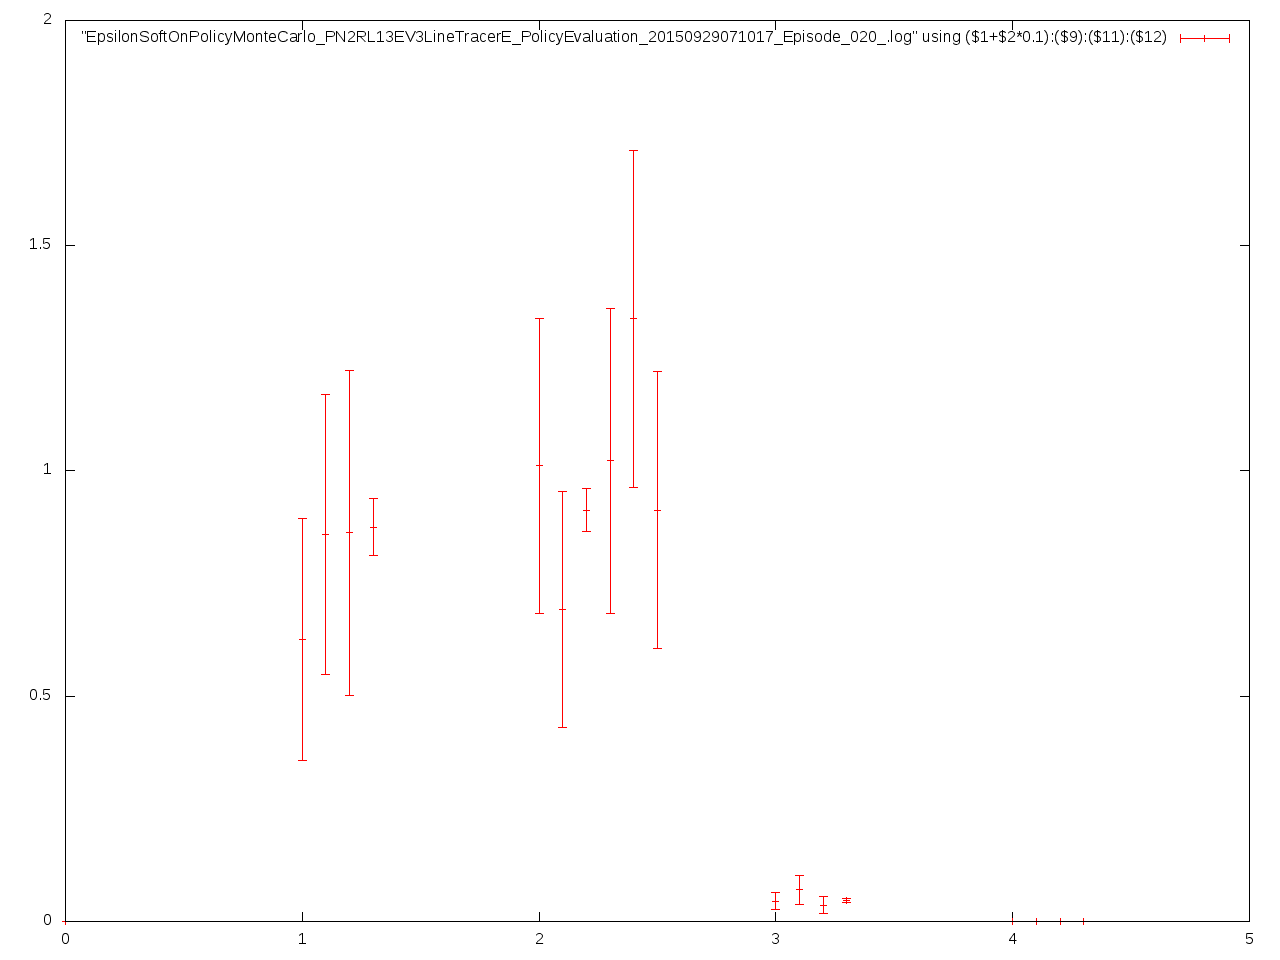 2
"EpsilonSoftOnPolicyMonteCarlo_PN2RL13EV3LineTracerE_PolicyEvaluation_20150929071017_Episode_020_.log" using ($1+$2*0.1):($9):($11):($12)
1.5
1
0.5
0
0 1 2 3 4 5